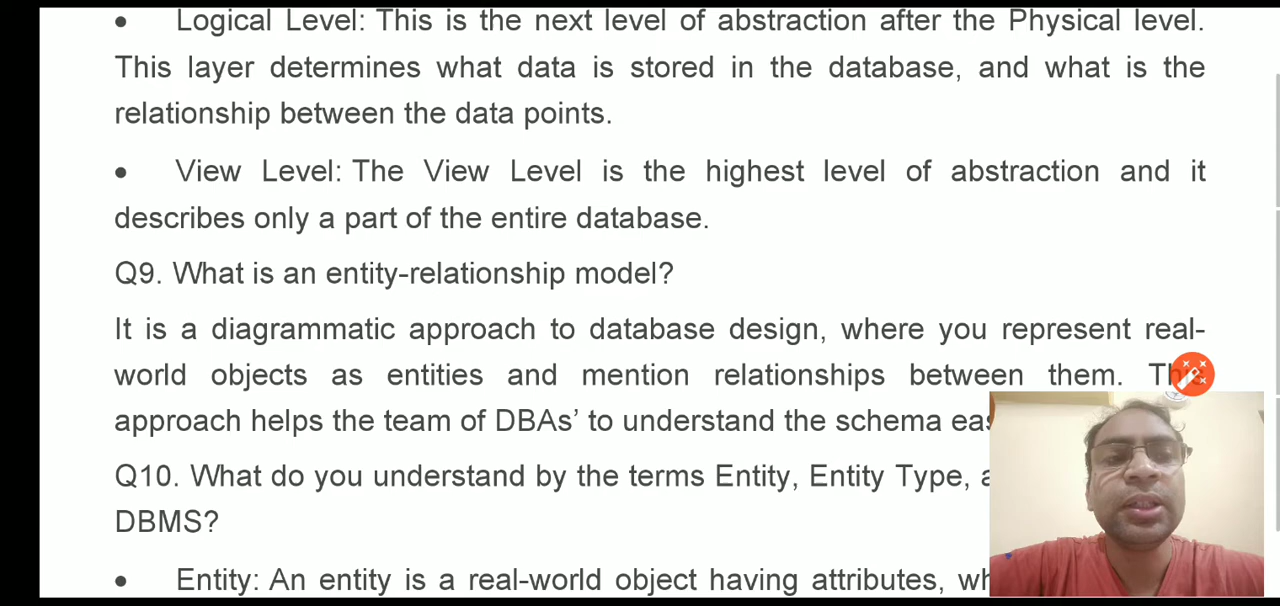 • Logical Level: This is the next level of abstraction after the Physical level.
This layer determines what data is stored in the database, and what is the
relationship between the data points.
• View Level: The View Level is the highest level of abstraction and it
describes only a part of the entire database.
Q9. What is an entity-relationship model?
It is a diagrammatic approach to database design, where you represent real-
world objects as entities and mention relationships between them. This
approach helps the team of DBAs’ to understand the schema
Q10. What do you understand by the terms Entity, Entity Type,
DBMS?
• Entity: An entity is a real-world object having attributes,